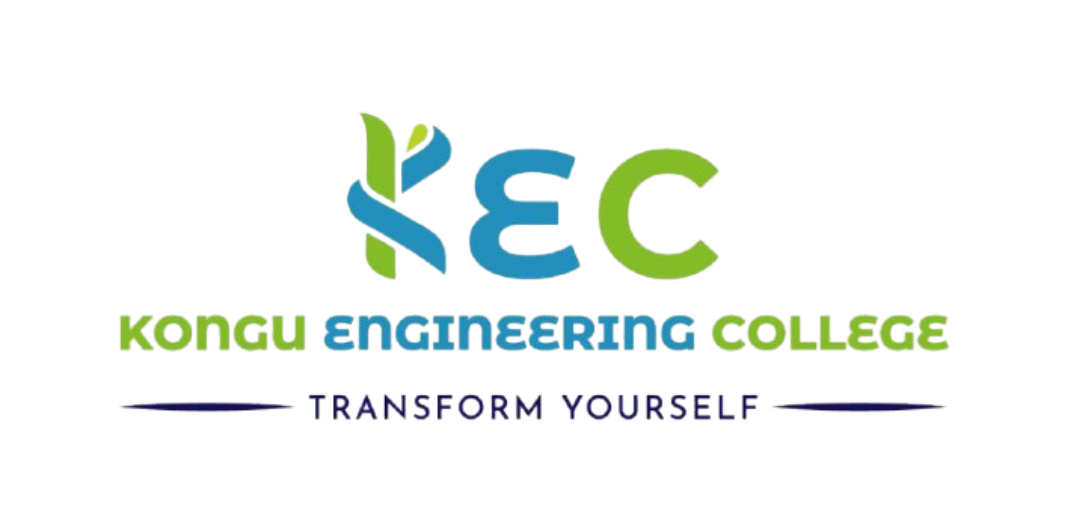 KEC
KONGU ENGINEERING COLLEGE
TRANSFORM YOURSELF